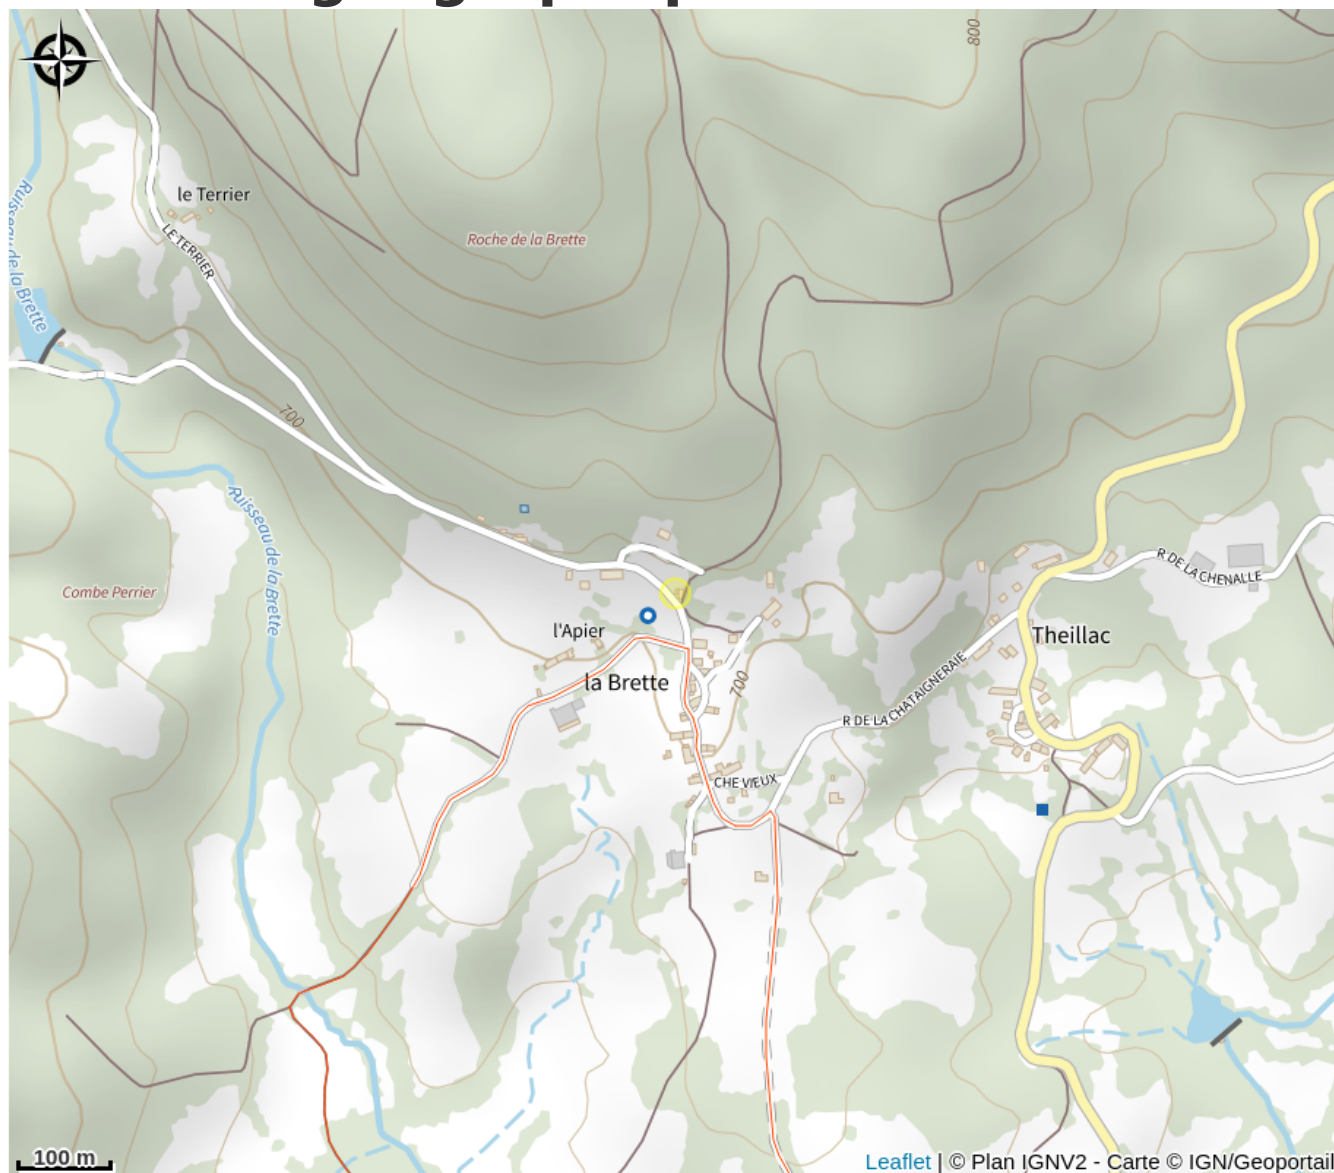 800
le Terrier
Ruisseau de la Brette
LE TERRIER
Roche de la Brette
700
Ruisseau de la Brette
R DE LA CHENALLE
Combe Perrier
l'Apier
Theillac
la Brette
700
R DE LA CHATAIGNERAIE
CHE VIEUX
100 m
Leaflet | © Plan IGNV2 - Carte © IGN/Geoportail